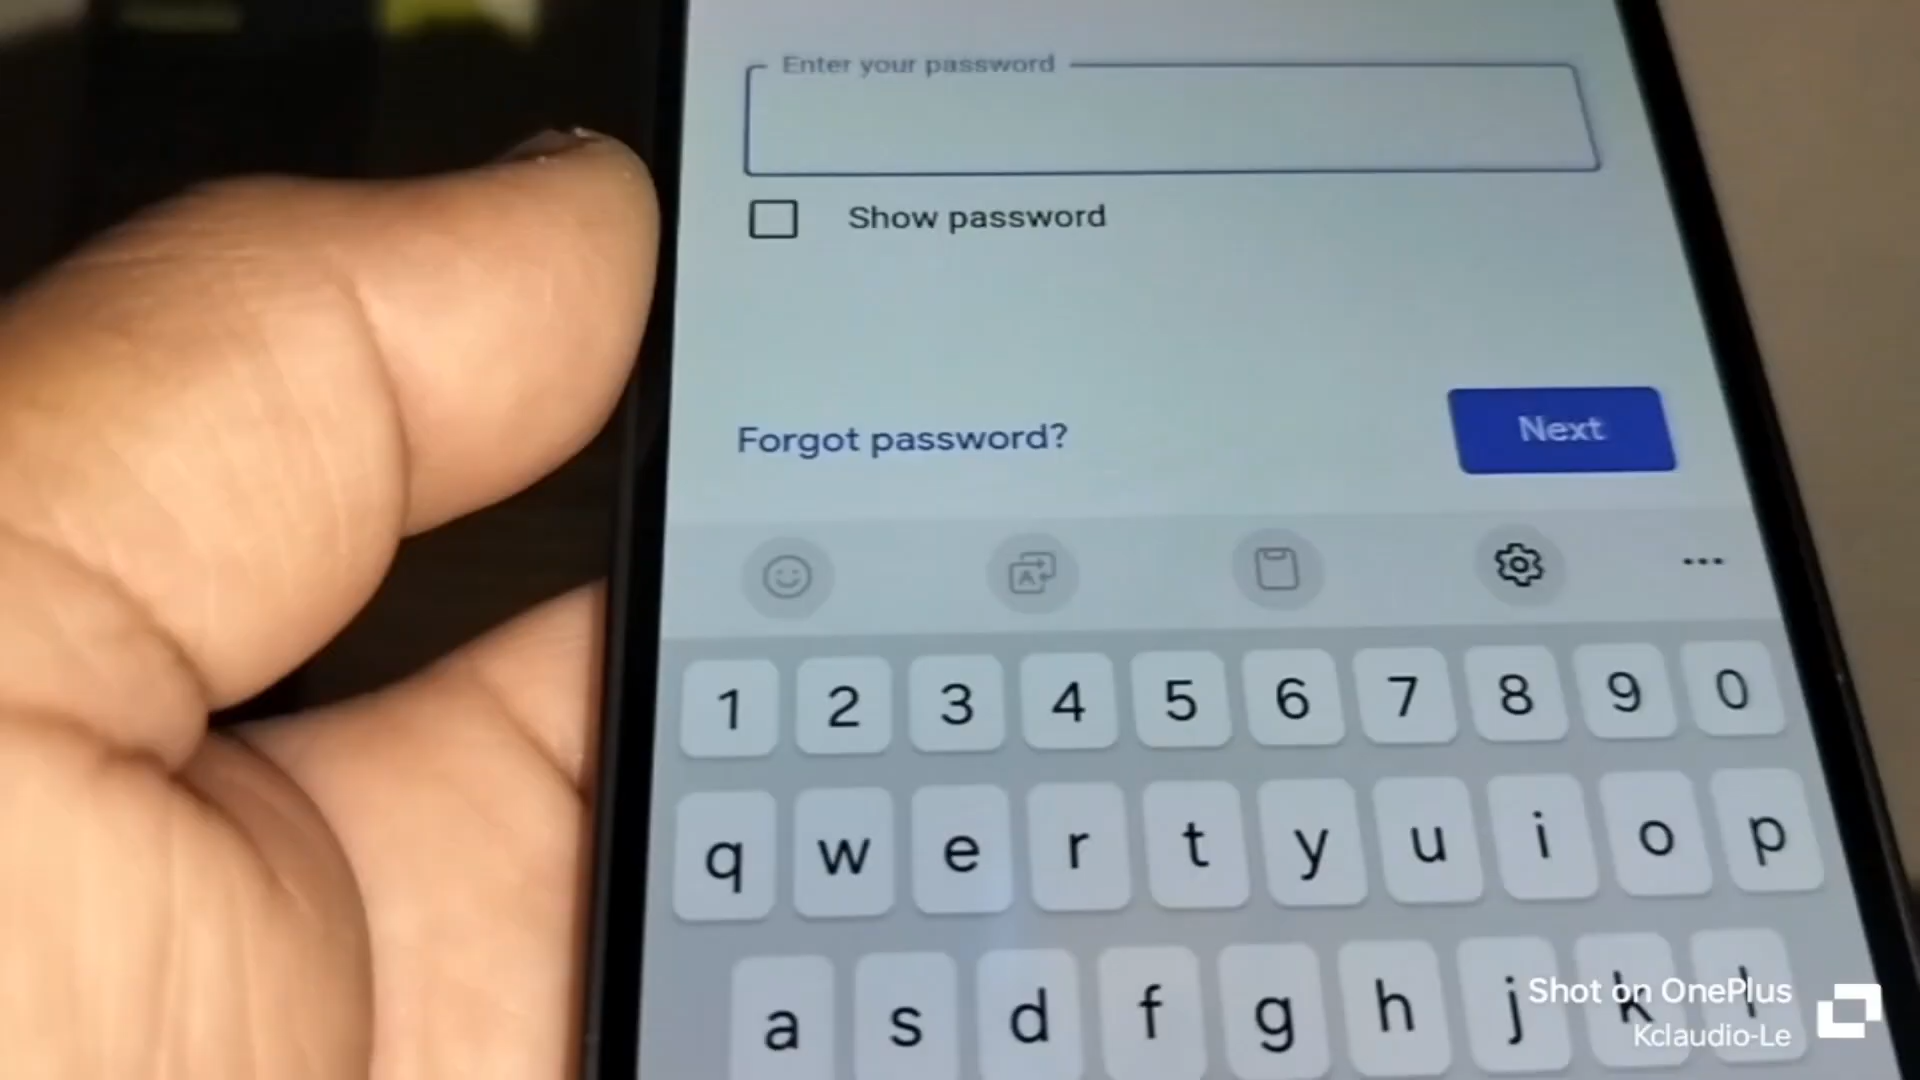 Enter your password
Show password
Forgot password?
Next
1 2 3 4 5 6 7 8 9 0
q w e r t y u i o p
a s d f g h j k l
Shot on OnePlus
Kclaudio-Le